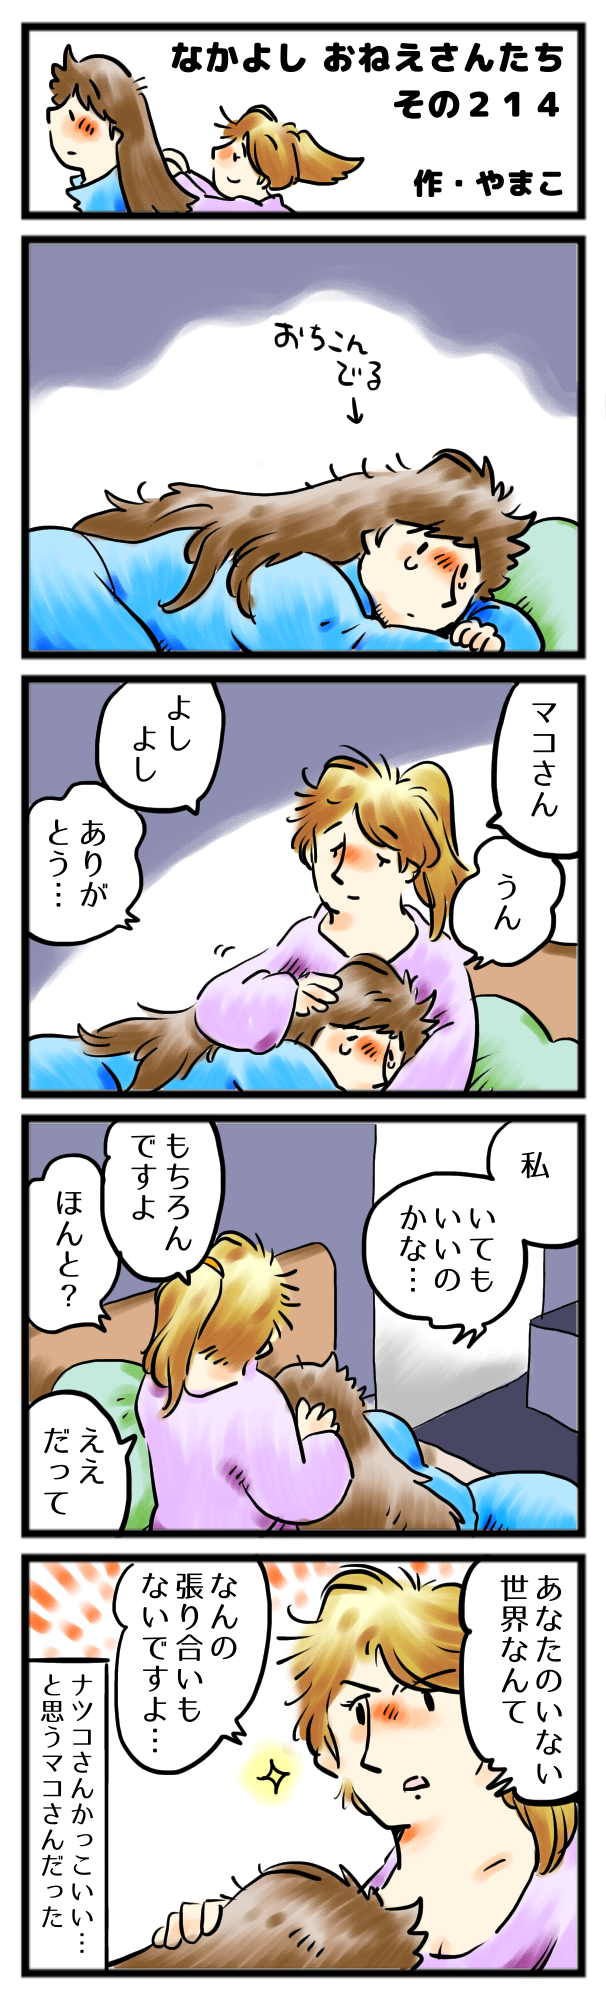 なかよし おねえさんたち
その２１４
作・やまこ
おちこん
でる
マコさん
うん
よし
よし
ありが
とう…
私
いても
いいの
かな…
もちろん
ですよ
ほんと？
ええ
だって
あなたのいない
世界なんて
なんの
張り合いも
ないですよ…
ナツコさんかっこいい…
と思うマコさんだった